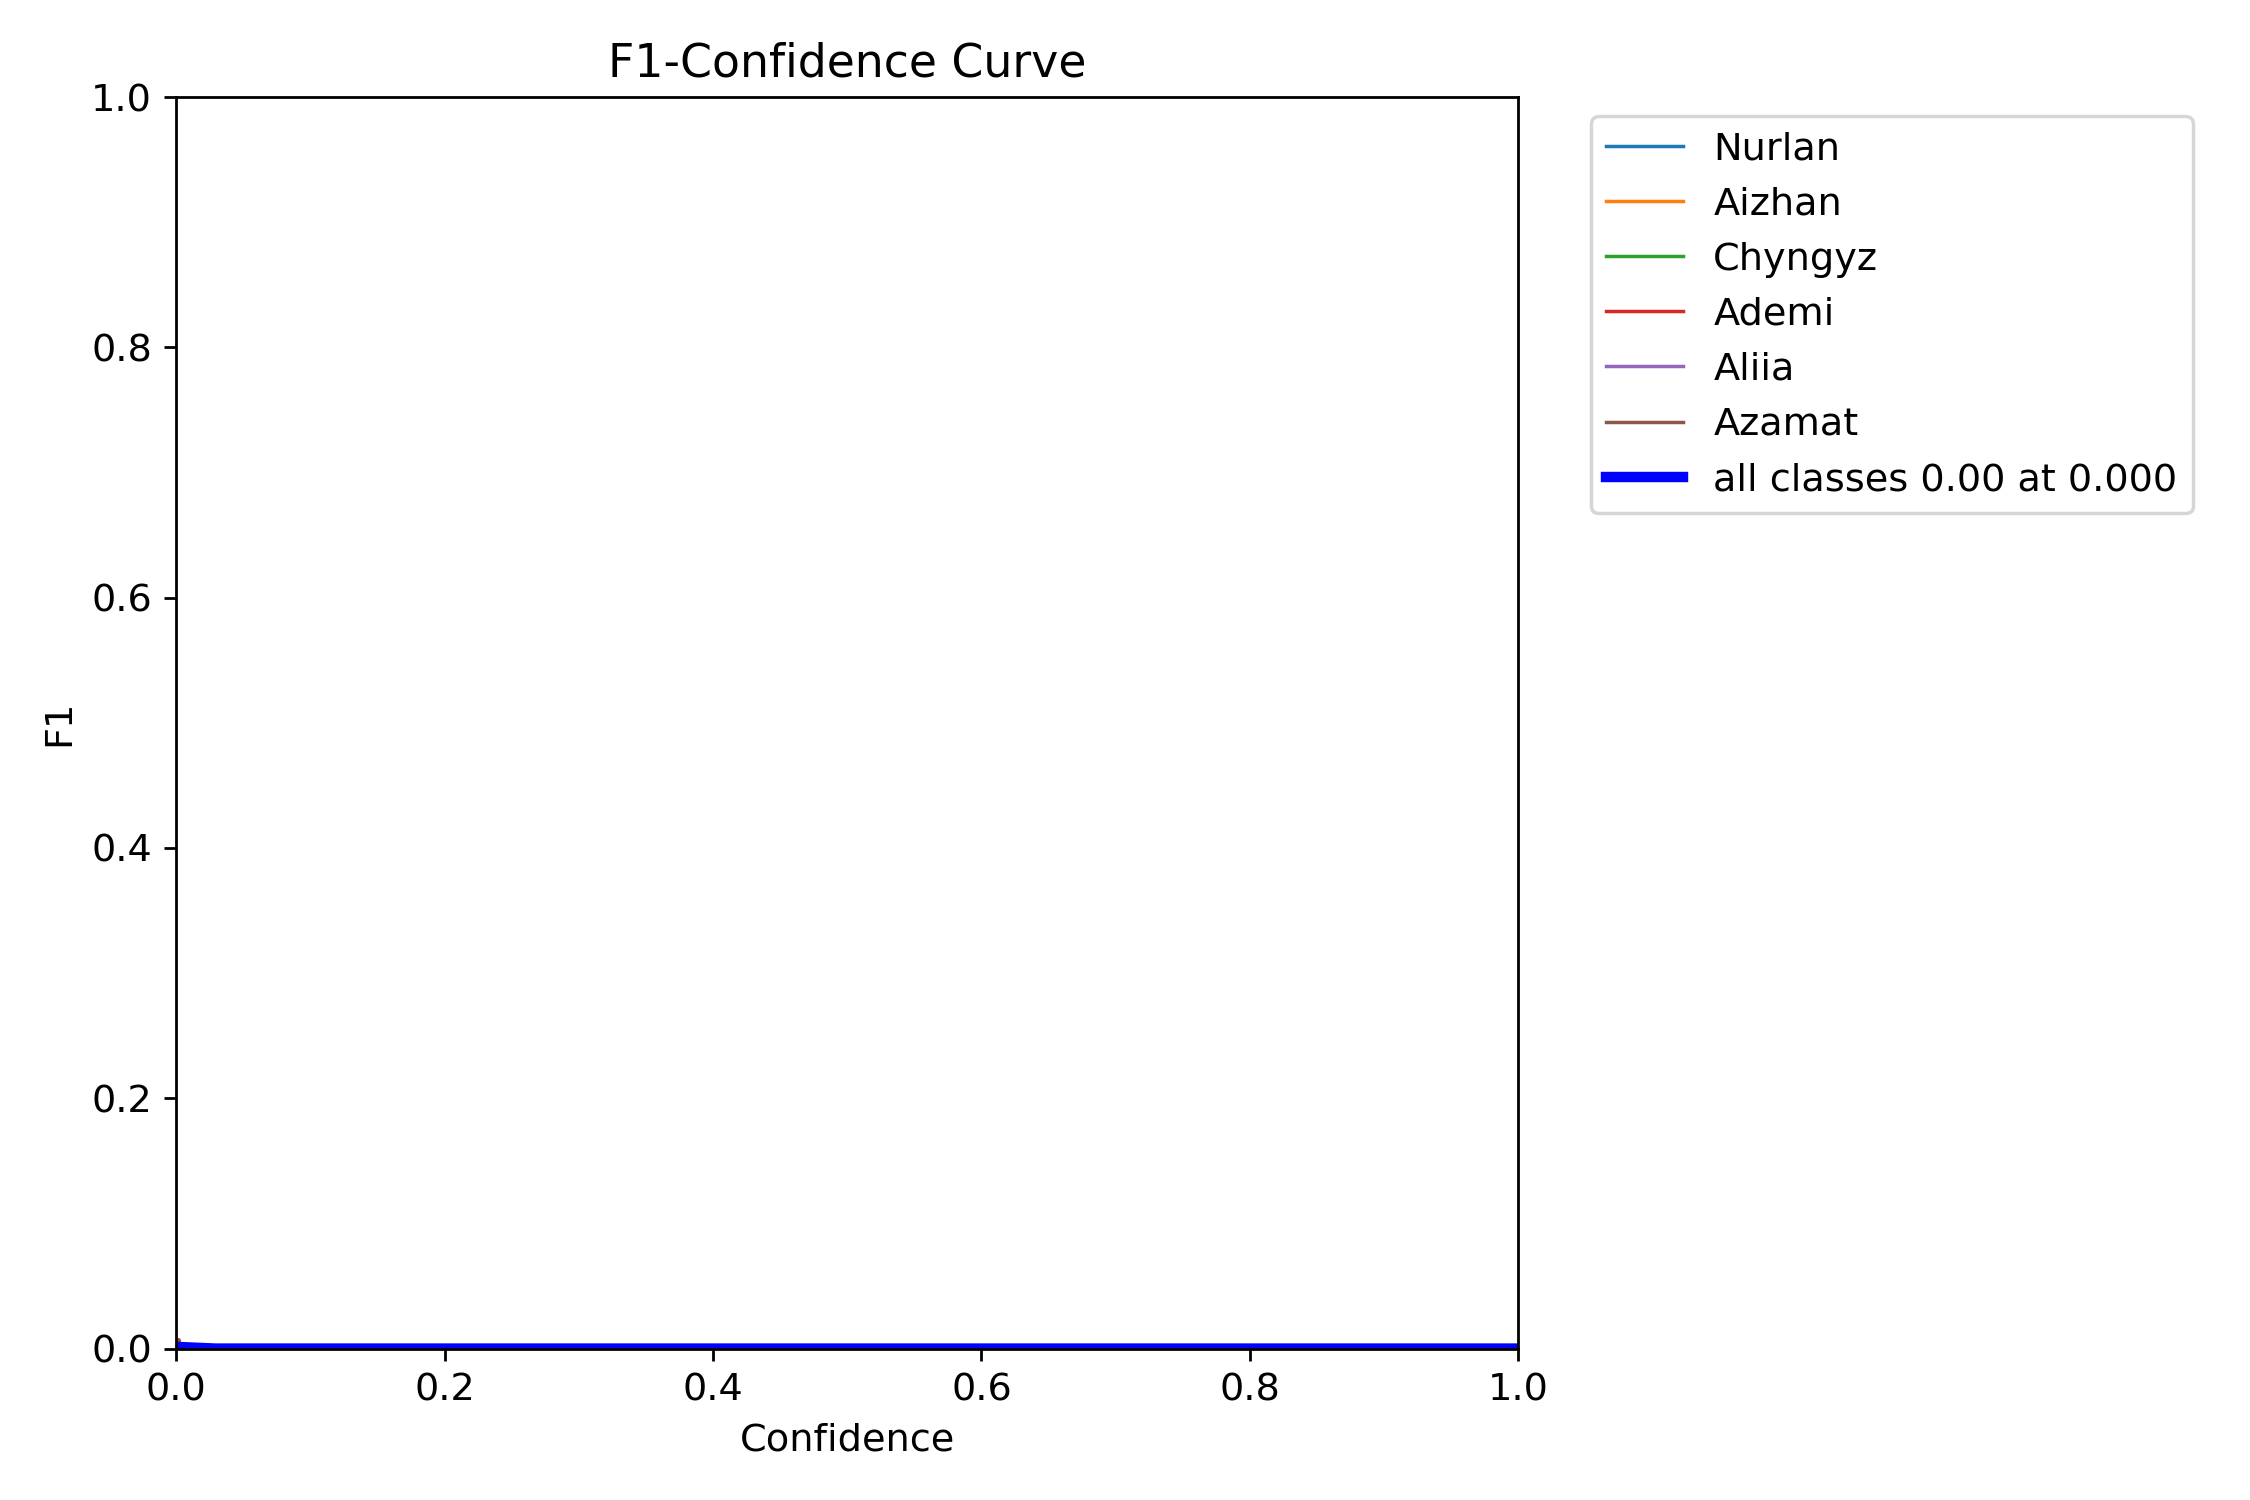 F1-Confidence Curve
1.0
0.8
0.6
0.4
0.2
0.0
F1
0.0 0.2 0.4 0.6 0.8 1.0
Confidence
Nurlan
Aizhan
Chyngyz
Ademi
Aliia
Azamat
all classes 0.00 at 0.000